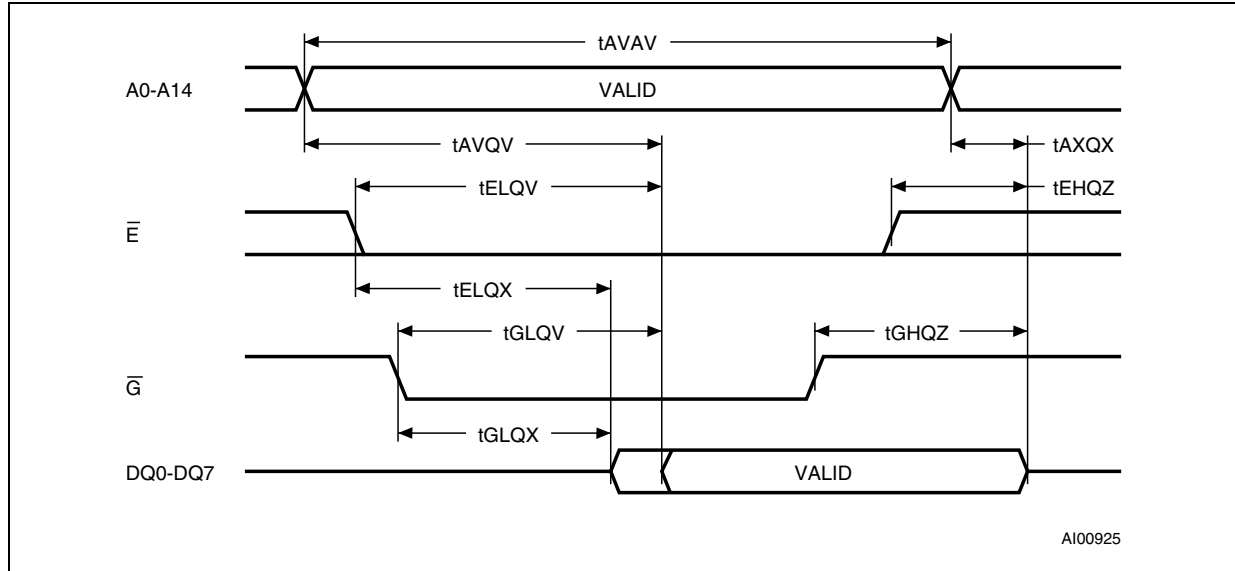 tAVAV
A0-A14
VALID
tAVQV
tAXQX
tELQV
tEHQZ
E̅
tELQX
tGLQV
tGHQZ
G̅
tGLQX
DQ0-DQ7
VALID
AI00925